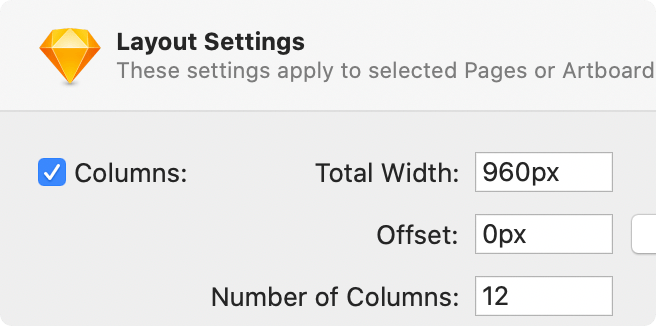 Layout Settings
These settings apply to selected Pages or Artboard
Columns: Total Width: 960px
Offset: 0px
Number of Columns: 12